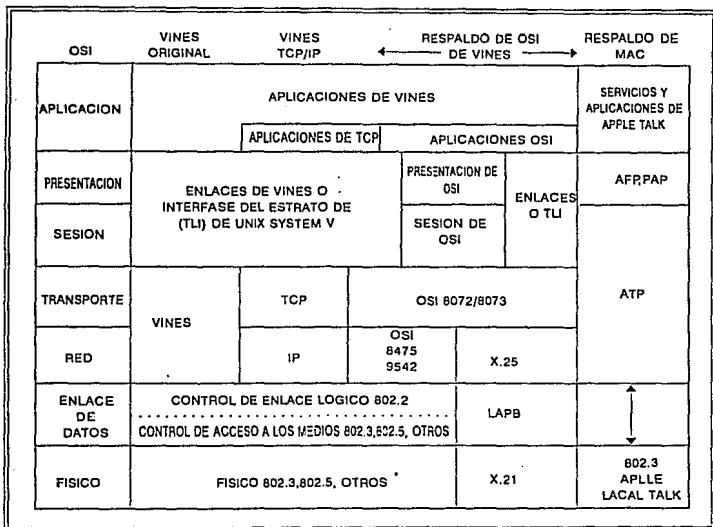 OSI
VINES
ORIGINAL
VINES
TCP/IP
RESPALDO DE OSI
DE VINES
RESPALDO DE
MAC
APLICACION
APLICACIONES DE VINES
SERVICIOS Y
APLICACIONES DE
APPLE TALK
APLICACIONES DE TCP
APLICACIONES OSI
PRESENTACION
ENLACES DE VINES O
INTERFASE DEL ESTRATO DE
(TLI) DE UNIX SYSTEM V
PRESENTACION DE
OSI
ENLACES
O TLI
AFP,PAP
SESION
SESION DE
OSI
TRANSPORTE
VINES
TCP
OSI 8072/8073
ATP
RED
IP
OSI
8475
9542
X.25
ENLACE
DE
DATOS
CONTROL DE ENLACE LOGICO 802.2
CONTROL DE ACCESO A LOS MEDIOS 802.3,802.5, OTROS
LAPB
FISICO
FISICO 802.3,802.5, OTROS
X.21
802.3
APLLE
LACAL TALK